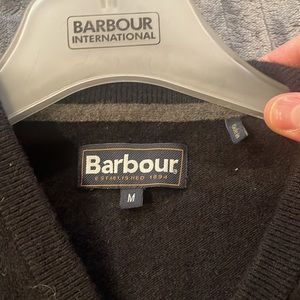 BARBOUR
INTERNATIONAL
Barbour
ESTABLISHED 1894
M